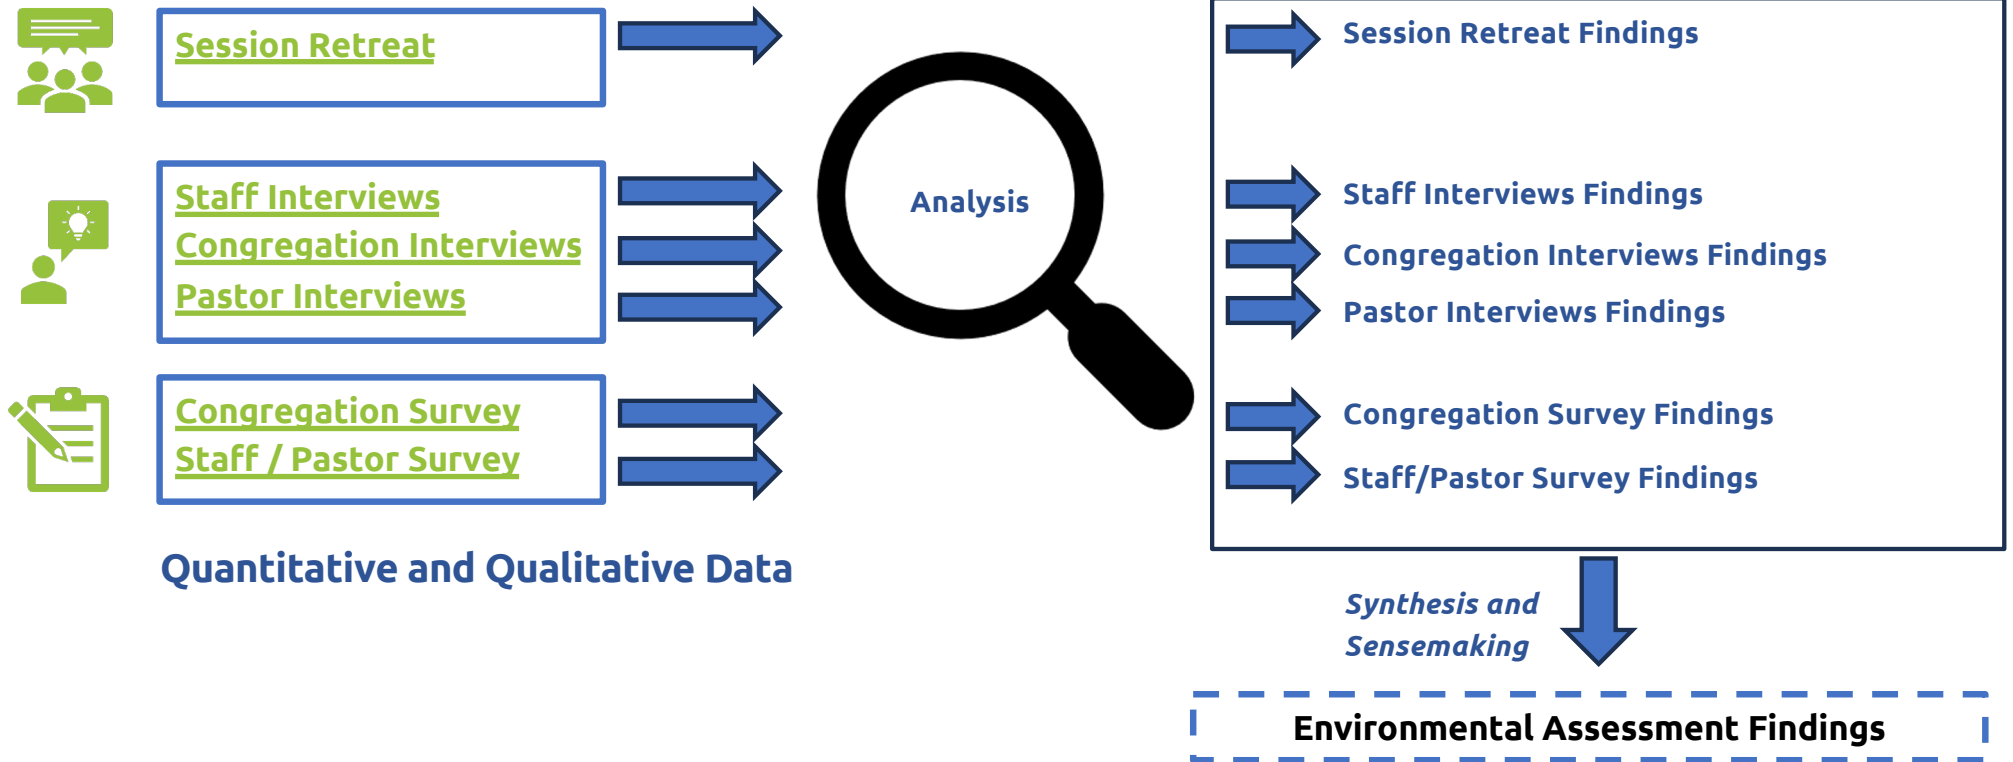 Session Retreat
Staff Interviews
Congregation Interviews
Pastor Interviews
Congregation Survey
Staff / Pastor Survey
Quantitative and Qualitative Data
Analysis
Session Retreat Findings
Staff Interviews Findings
Congregation Interviews Findings
Pastor Interviews Findings
Congregation Survey Findings
Staff/Pastor Survey Findings
Synthesis and
Sensemaking
Environmental Assessment Findings